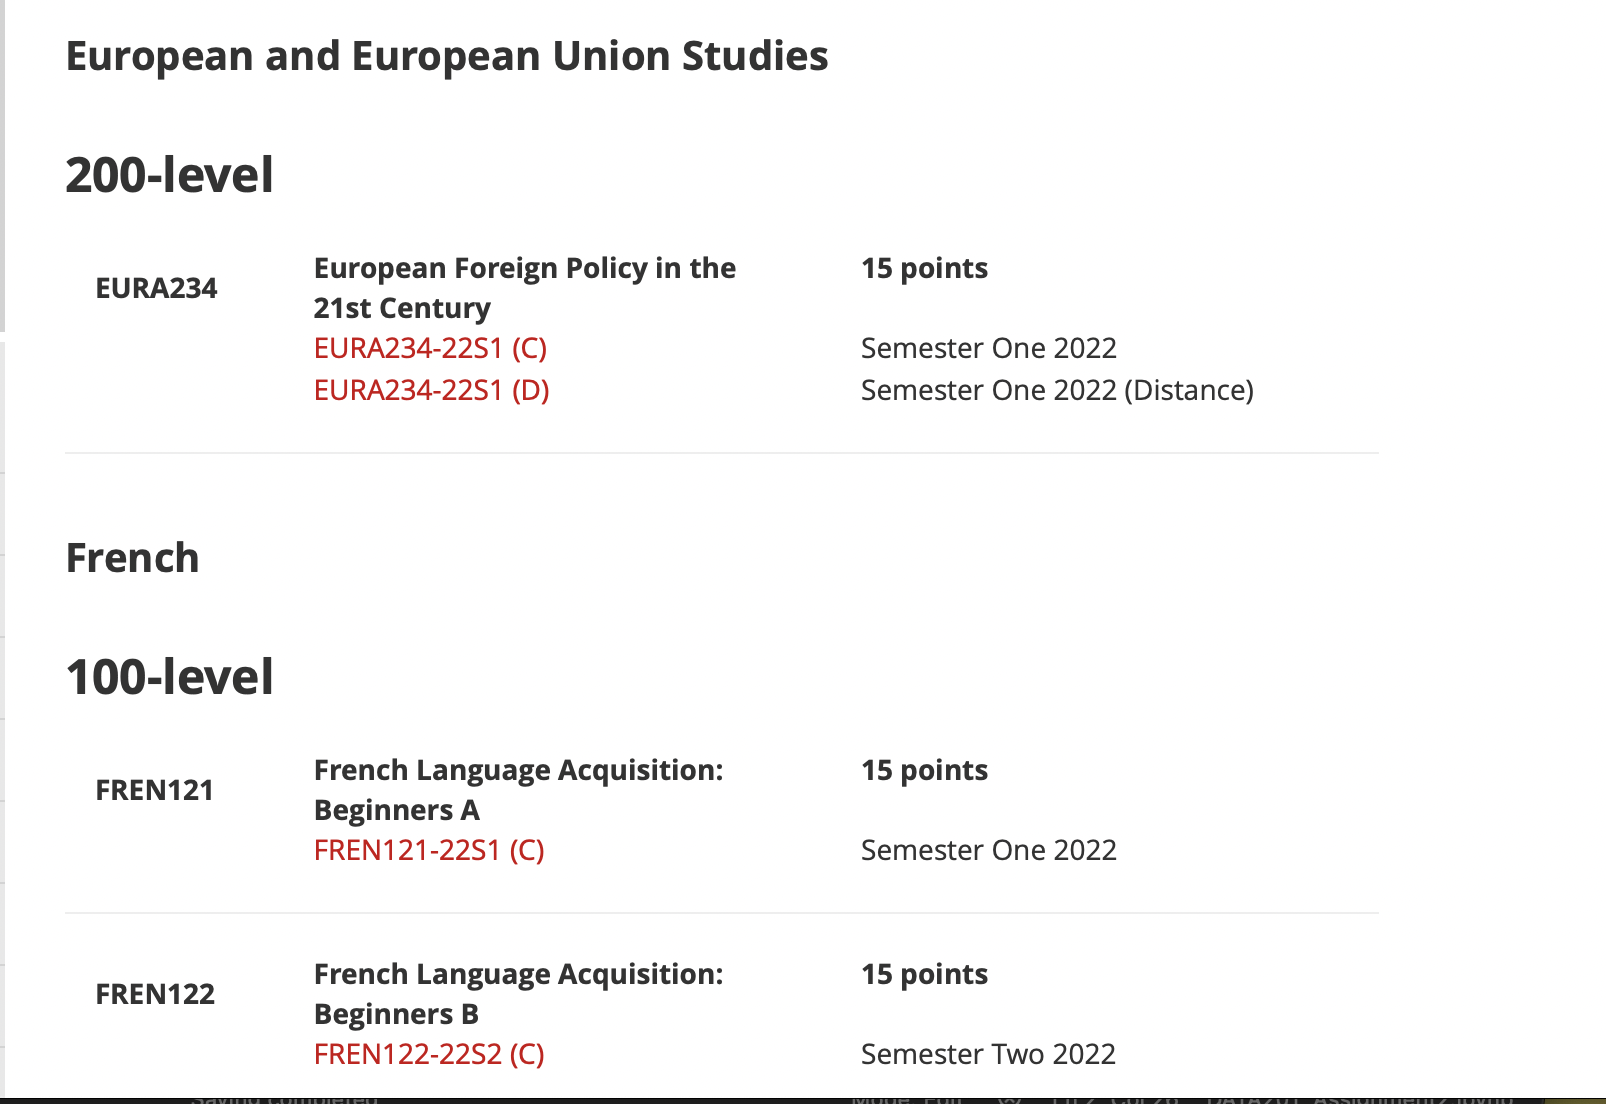 European and European Union Studies
200-level
EURA234
European Foreign Policy in the
21st Century
15 points
EURA234-22S1 (C)
Semester One 2022
EURA234-22S1 (D)
Semester One 2022 (Distance)
French
100-level
FREN121
French Language Acquisition:
Beginners A
15 points
FREN121-22S1 (C)
Semester One 2022
FREN122
French Language Acquisition:
Beginners B
15 points
FREN122-22S2 (C)
Semester Two 2022
Saving completed